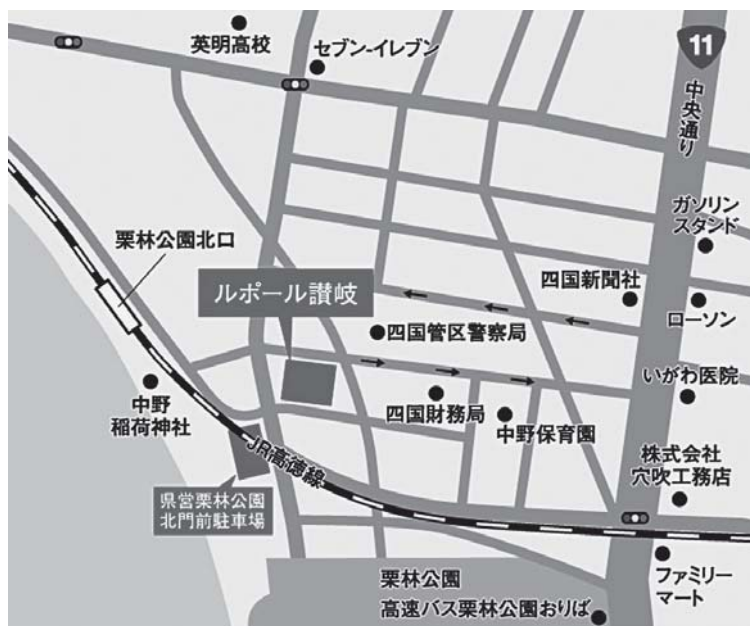 英明高校
セブン-イレブン
11
中央通り
ガソリン
スタンド
栗林公園北口
ルポール讃岐
四国新聞社
ローソン
四国管区警察局
いがわ医院
中野
稲荷神社
四国財務局
中野保育園
JR高徳線
株式会社
穴吹工務店
県営栗林公園
北門前駐車場
栗林公園
高速バス栗林公園おりば
ファミリー
マート